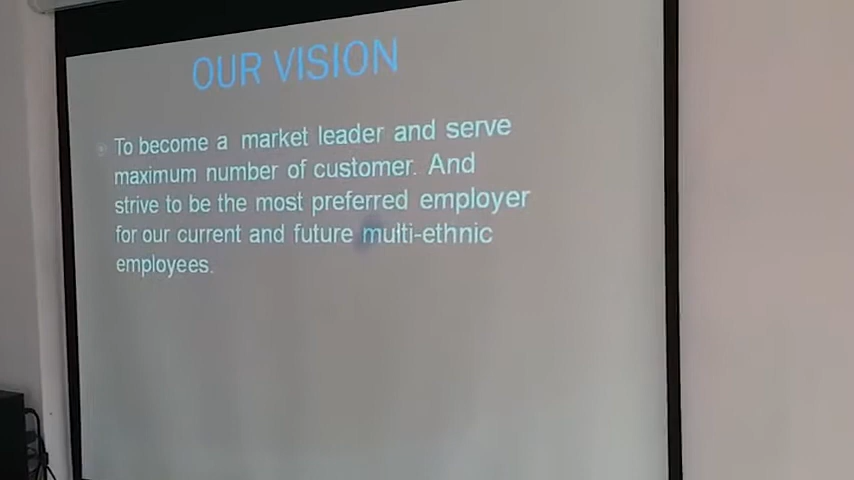 OUR VISION
To become a market leader and serve
maximum number of customer. And
strive to be the most preferred employer
for our current and future multi-ethnic
employees.